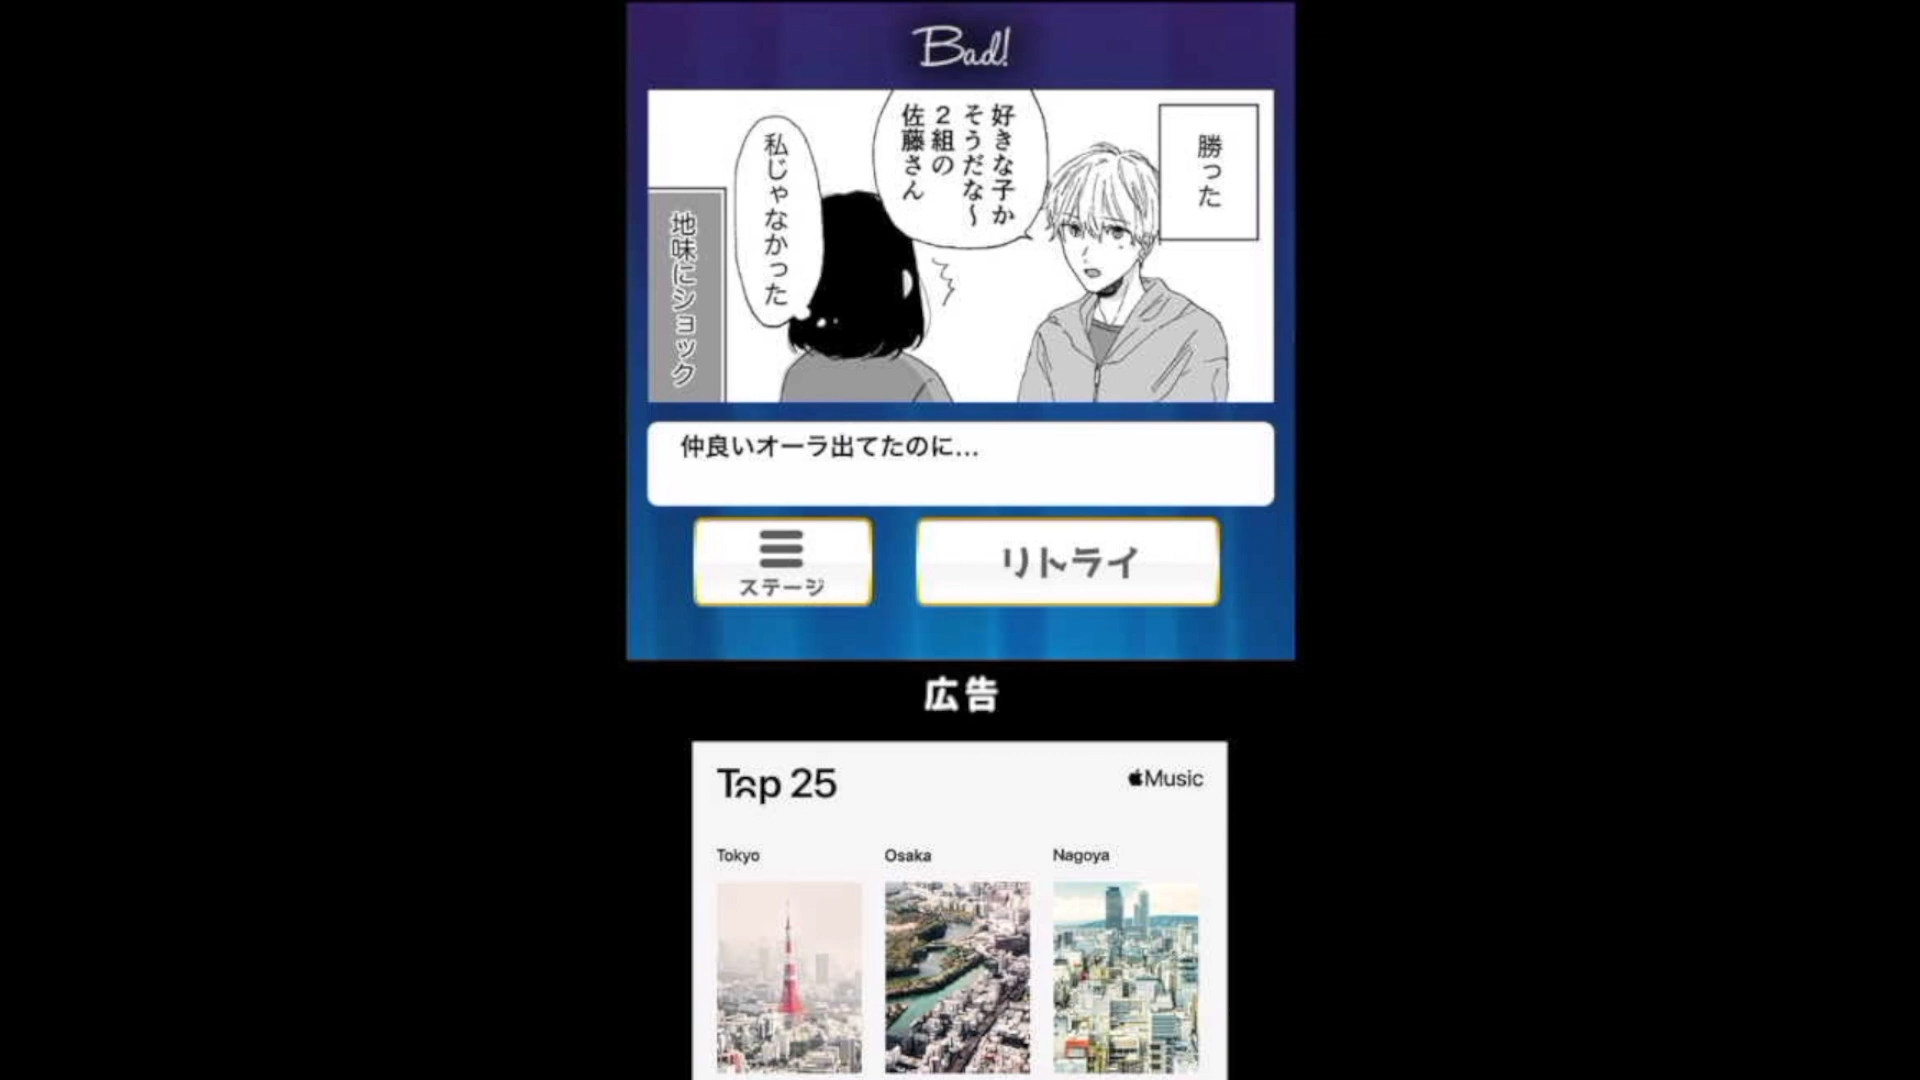 Bad!
勝った
好きな子か
そうだな〜
2組の
佐藤さん
私じゃなかった
地味にショック
仲良いオーラ出てたのに...
ステージ
リトライ
広告
Top 25
Music
Tokyo
Osaka
Nagoya